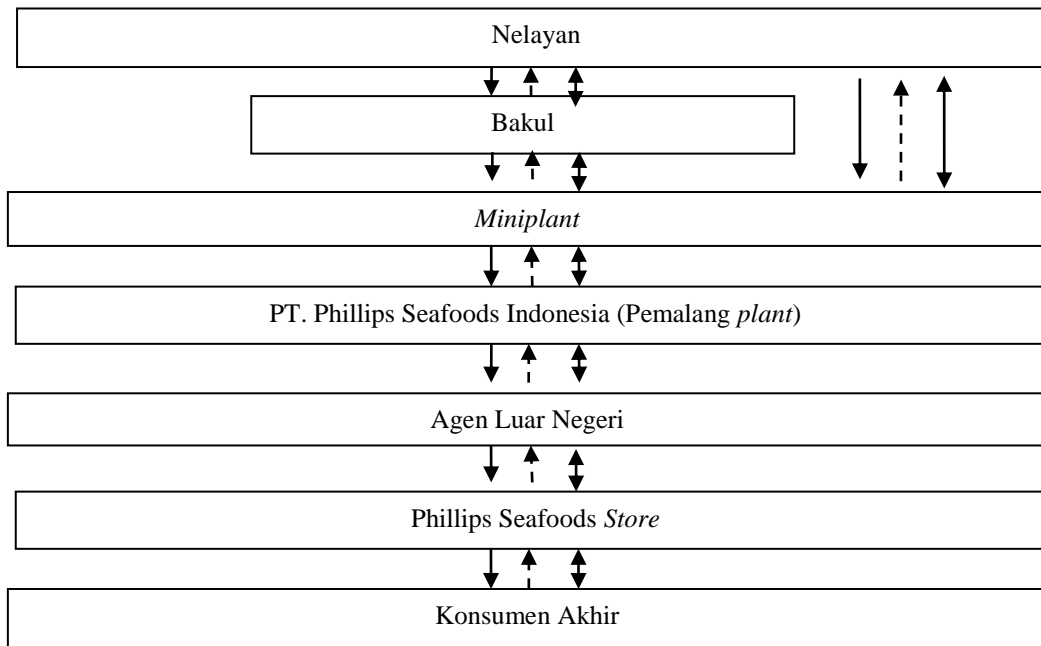 Nelayan
Bakul
Miniplant
PT. Phillips Seafoods Indonesia (Pemalang plant)
Agen Luar Negeri
Phillips Seafoods Store
Konsumen Akhir